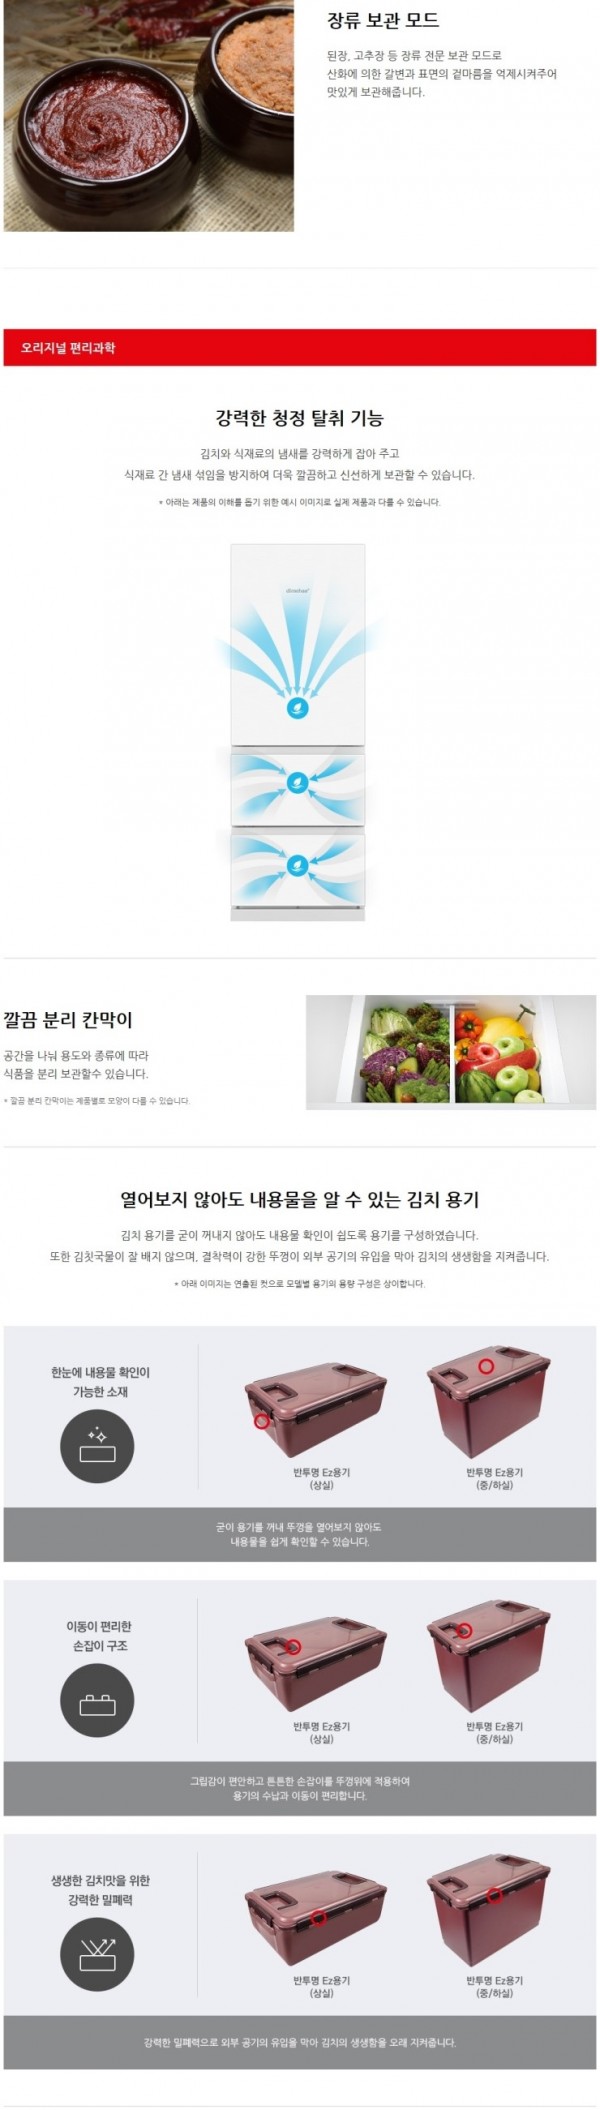 장류 보관 모드
된장, 고추장 등 장류 전문 보관 모드로
산화에 의한 갈변과 표면의 겉마름을 억제시켜주어
맛있게 보관해줍니다.
오리지널 편리과학
강력한 청정 탈취 기능
김치와 식재료의 냄새를 강력하게 잡아 주고
식재료 간 냄새 섞임을 방지하여 더욱 깔끔하고 신선하게 보관할 수 있습니다.
* 아래는 제품의 이해를 돕기 위한 예시 이미지로 실제 제품과 다를 수 있습니다.
깔끔 분리 칸막이
공간을 나눠 용도와 종류에 따라
식품을 분리 보관할수 있습니다.
* 깔끔 분리 칸막이는 제품별로 모양이 다를 수 있습니다.
열어보지 않아도 내용물을 알 수 있는 김치 용기
김치 용기를 굳이 꺼내지 않아도 내용물 확인이 쉽도록 용기를 구성하였습니다.
또한 김칫국물이 잘 배지 않으며, 결착력이 강한 뚜껑이 외부 공기의 유입을 막아 김치의 생생함을 지켜줍니다.
* 아래 이미지는 연출된 컷으로 모델별 용기의 용량 구성은 상이합니다.
한눈에 내용물 확인이
가능한 소재
반투명 Ez용기
(상실)
반투명 Ez용기
(중/하실)
굳이 용기를 꺼내 뚜껑을 열어보지 않아도
내용물을 쉽게 확인할 수 있습니다.
이동이 편리한
손잡이 구조
반투명 Ez용기
(상실)
반투명 Ez용기
(중/하실)
그립감이 편안하고 튼튼한 손잡이를 뚜껑위에 적용하여
용기의 수납과 이동이 편리합니다.
생생한 김치맛을 위한
강력한 밀폐력
반투명 Ez용기
(상실)
반투명 Ez용기
(중/하실)
강력한 밀폐력으로 외부 공기의 유입을 막아 김치의 생생함을 오래 지켜줍니다.